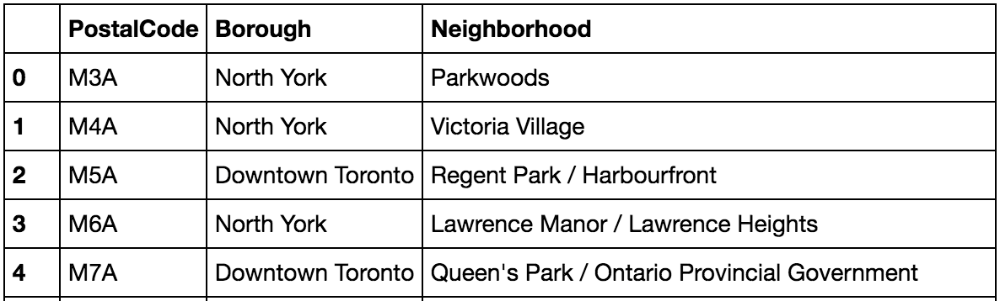 PostalCode Borough Neighborhood
0 M3A North York Parkwoods
1 M4A North York Victoria Village
2 M5A Downtown Toronto Regent Park / Harbourfront
3 M6A North York Lawrence Manor / Lawrence Heights
4 M7A Downtown Toronto Queen's Park / Ontario Provincial Government